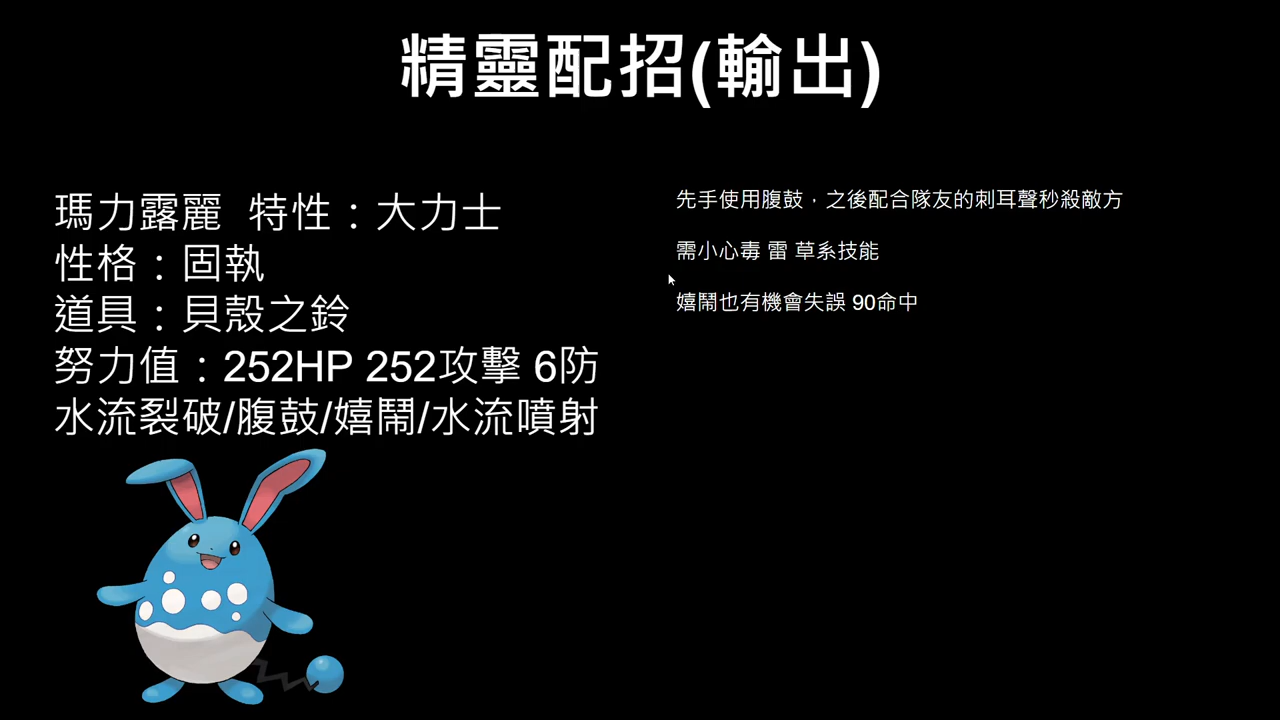 精靈配招(輸出)
瑪力露麗 特性：大力士
性格：固執
道具：貝殼之鈴
努力值：252HP 252攻擊 6防
水流裂破/腹鼓/嬉鬧/水流噴射
先手使用腹鼓，之後配合隊友的刺耳聲秒殺敵方
需小心毒 雷 草系技能
嬉鬧也有機會失誤 90命中